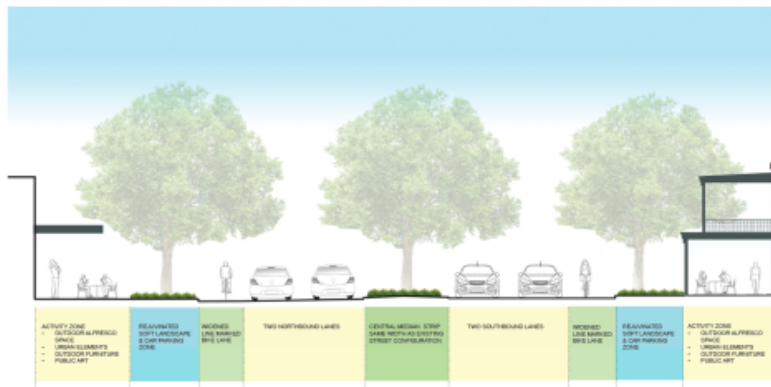 ACTIVITY ZONE
- OUTDOOR ALFRESCO
SPACE
- URBAN ELEMENTS
- OUTDOOR FURNITURE
- PUBLIC ART
REJUVINATED
SOFT LANDSCAPE
& CAR PARKING
ZONE
WIDENED
LINE MARKED
BIKE LANE
TWO NORTHBOUND LANES
CENTRAL MEDIAN STRIP
SAME WIDTH AS EXISTING
STREET CONFIGURATION
TWO SOUTHBOUND LANES
WIDENED
LINE MARKED
BIKE LANE
REJUVINATED
SOFT LANDSCAPE
& CAR PARKING
ZONE
ACTIVITY ZONE
- OUTDOOR ALFRESCO
SPACE
- URBAN ELEMENTS
- OUTDOOR FURNITURE
- PUBLIC ART